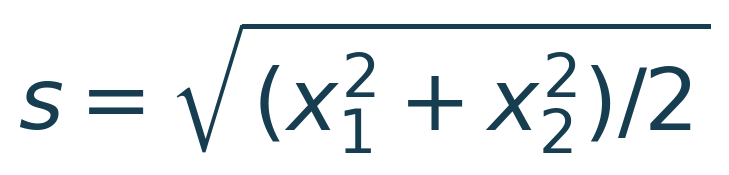 s = √((x₁² + x₂²)/2)